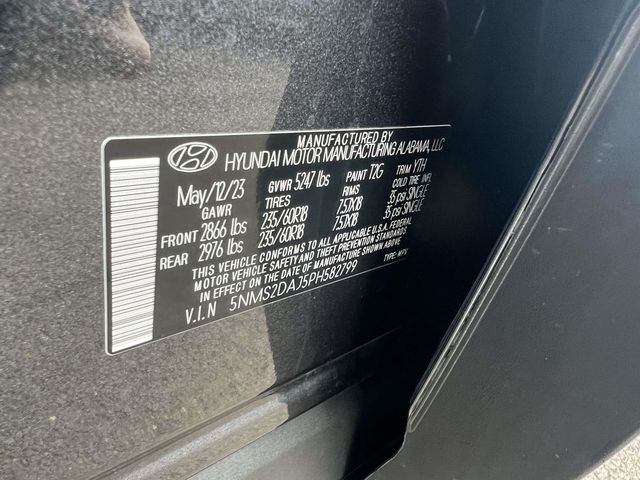 MANUFACTURED BY
HYUNDAI MOTOR MANUFACTURING ALABAMA, LLC
May/12/23 GVWR 5247 lbs PAINT T2G TRIM YTH
GAWR TIRES RIMS COLD TIRE INFL
FRONT 2866 lbs 235/60R18 7.5JX18 35 psi SINGLE
REAR 2976 lbs 235/60R18 7.5JX18 35 psi SINGLE
THIS VEHICLE CONFORMS TO ALL APPLICABLE U.S.A. FEDERAL
MOTOR VEHICLE SAFETY AND THEFT PREVENTION STANDARDS
IN EFFECT ON THE DATE OF MANUFACTURE SHOWN ABOVE.
V.I.N 5NMS2DAJ5PH582799 TYPE: MPV